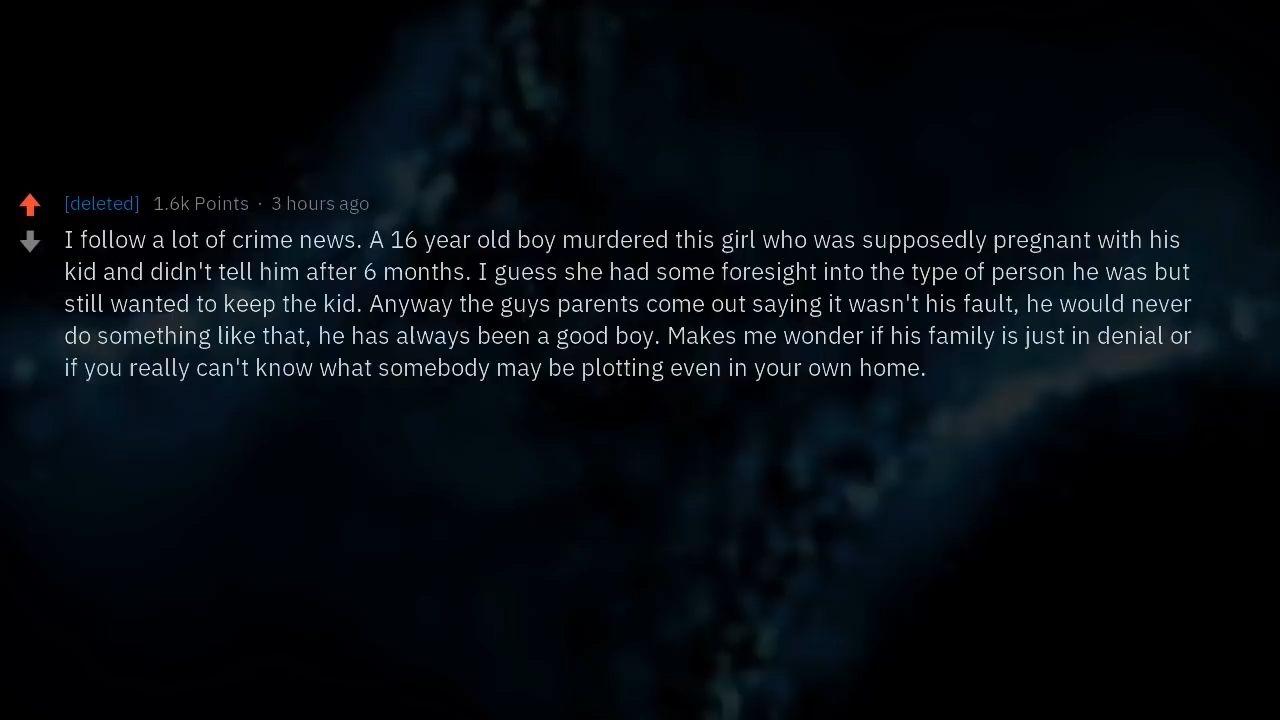 [deleted] 1.6k Points · 3 hours ago
I follow a lot of crime news. A 16 year old boy murdered this girl who was supposedly pregnant with his
kid and didn't tell him after 6 months. I guess she had some foresight into the type of person he was but
still wanted to keep the kid. Anyway the guys parents come out saying it wasn't his fault, he would never
do something like that, he has always been a good boy. Makes me wonder if his family is just in denial or
if you really can't know what somebody may be plotting even in your own home.